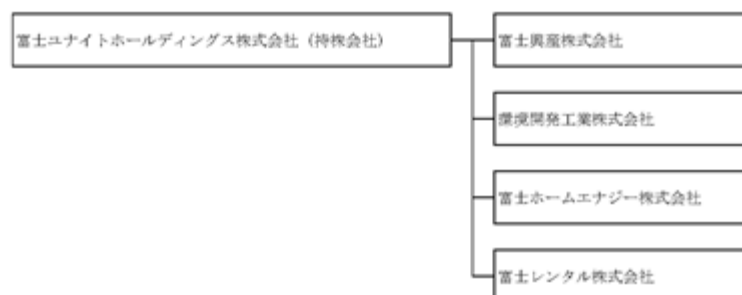 富士ユナイトホールディングス株式会社（持株会社）
富士興産株式会社
環境開発工業株式会社
富士ホームエナジー株式会社
富士レンタル株式会社